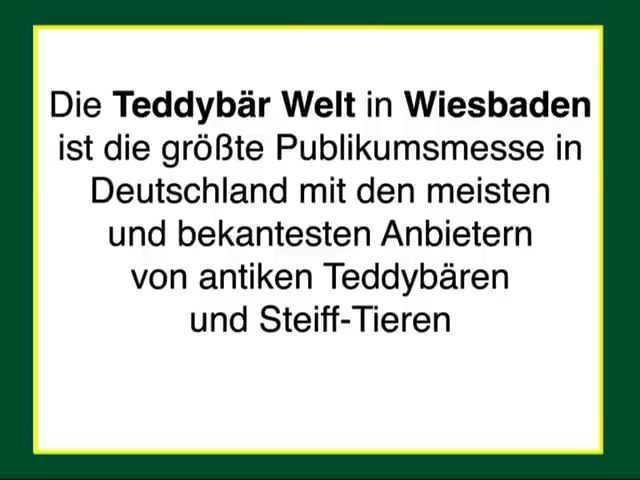 Die Teddybär Welt in Wiesbaden
ist die größte Publikumsmesse in
Deutschland mit den meisten
und bekantesten Anbietern
von antiken Teddybären
und Steiff-Tieren